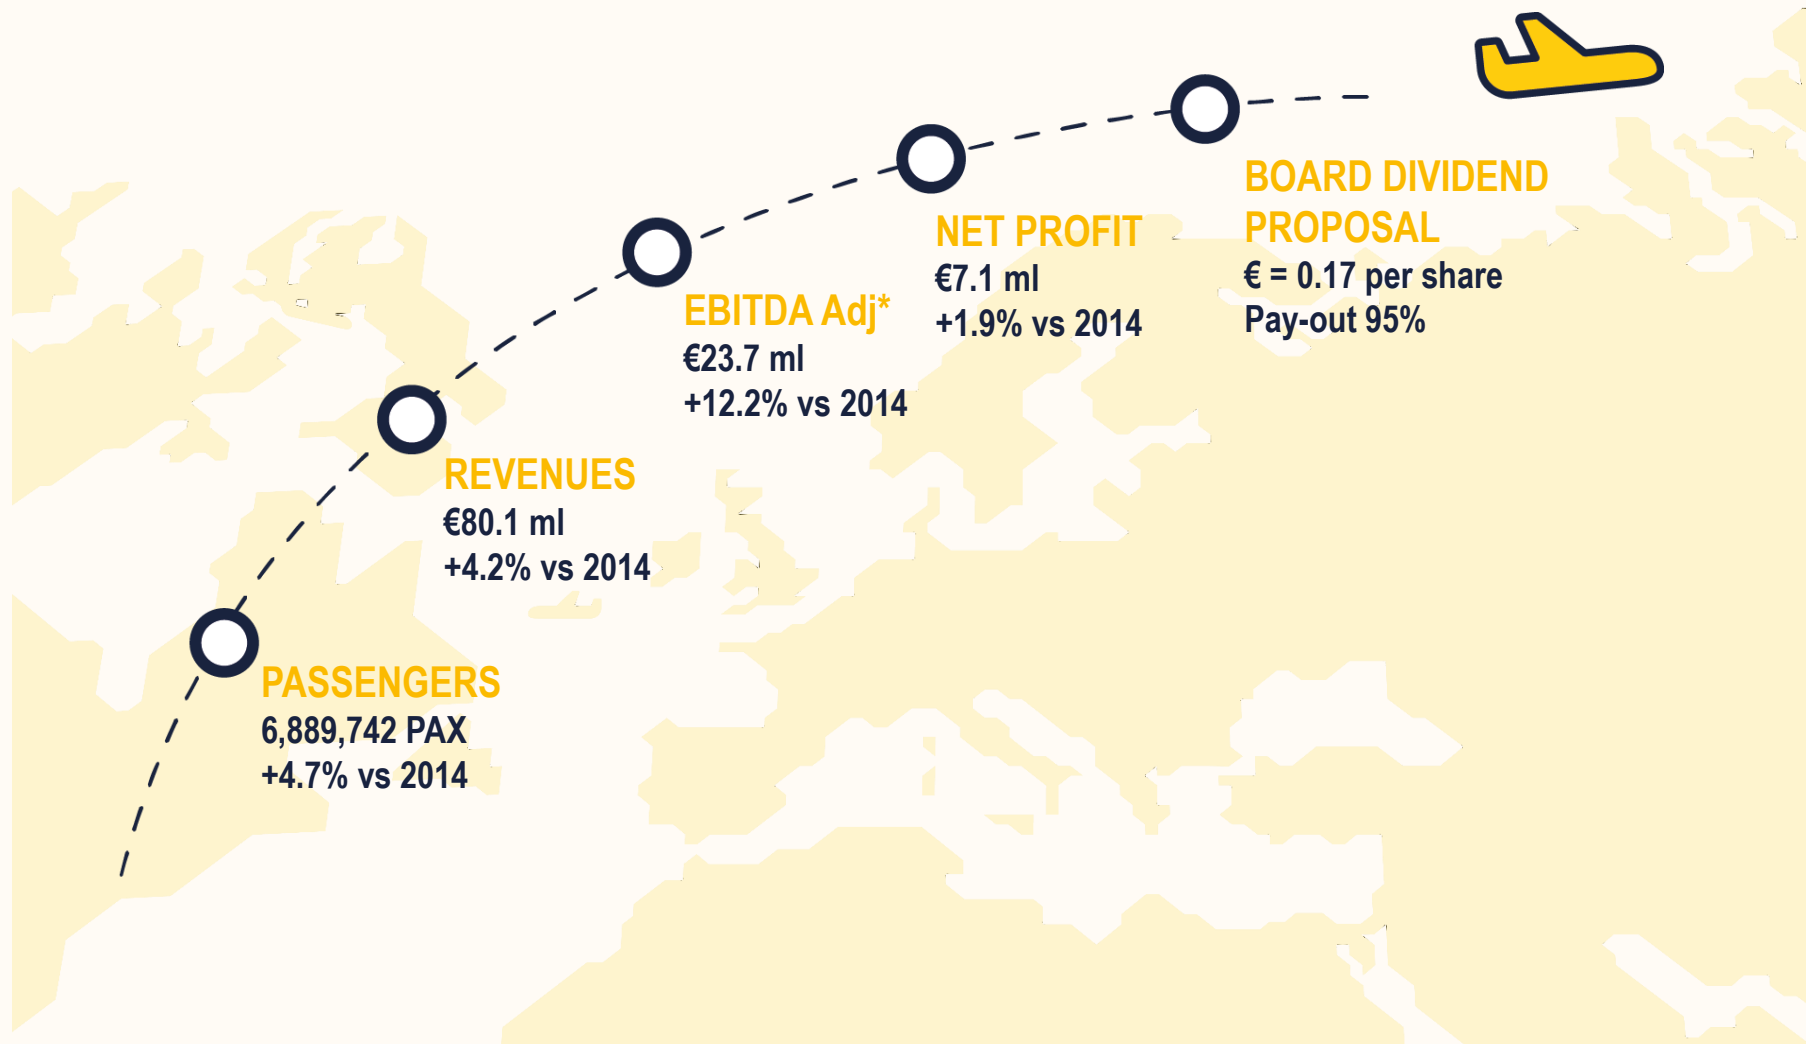 PASSENGERS
6,889,742 PAX
+4.7% vs 2014
REVENUES
€80.1 ml
+4.2% vs 2014
EBITDA Adj*
€23.7 ml
+12.2% vs 2014
NET PROFIT
€7.1 ml
+1.9% vs 2014
BOARD DIVIDEND
PROPOSAL
€ = 0.17 per share
Pay-out 95%